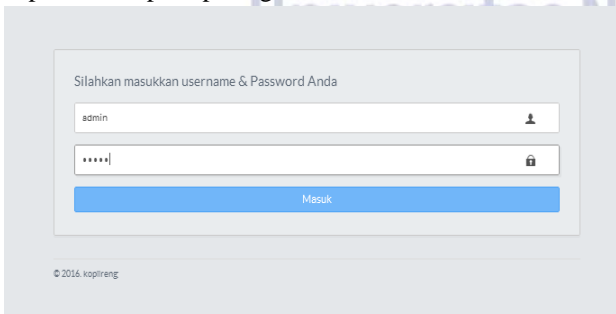 Silahkan masukkan username & Password Anda
admin
•••••
Masuk
© 2016. kopireng